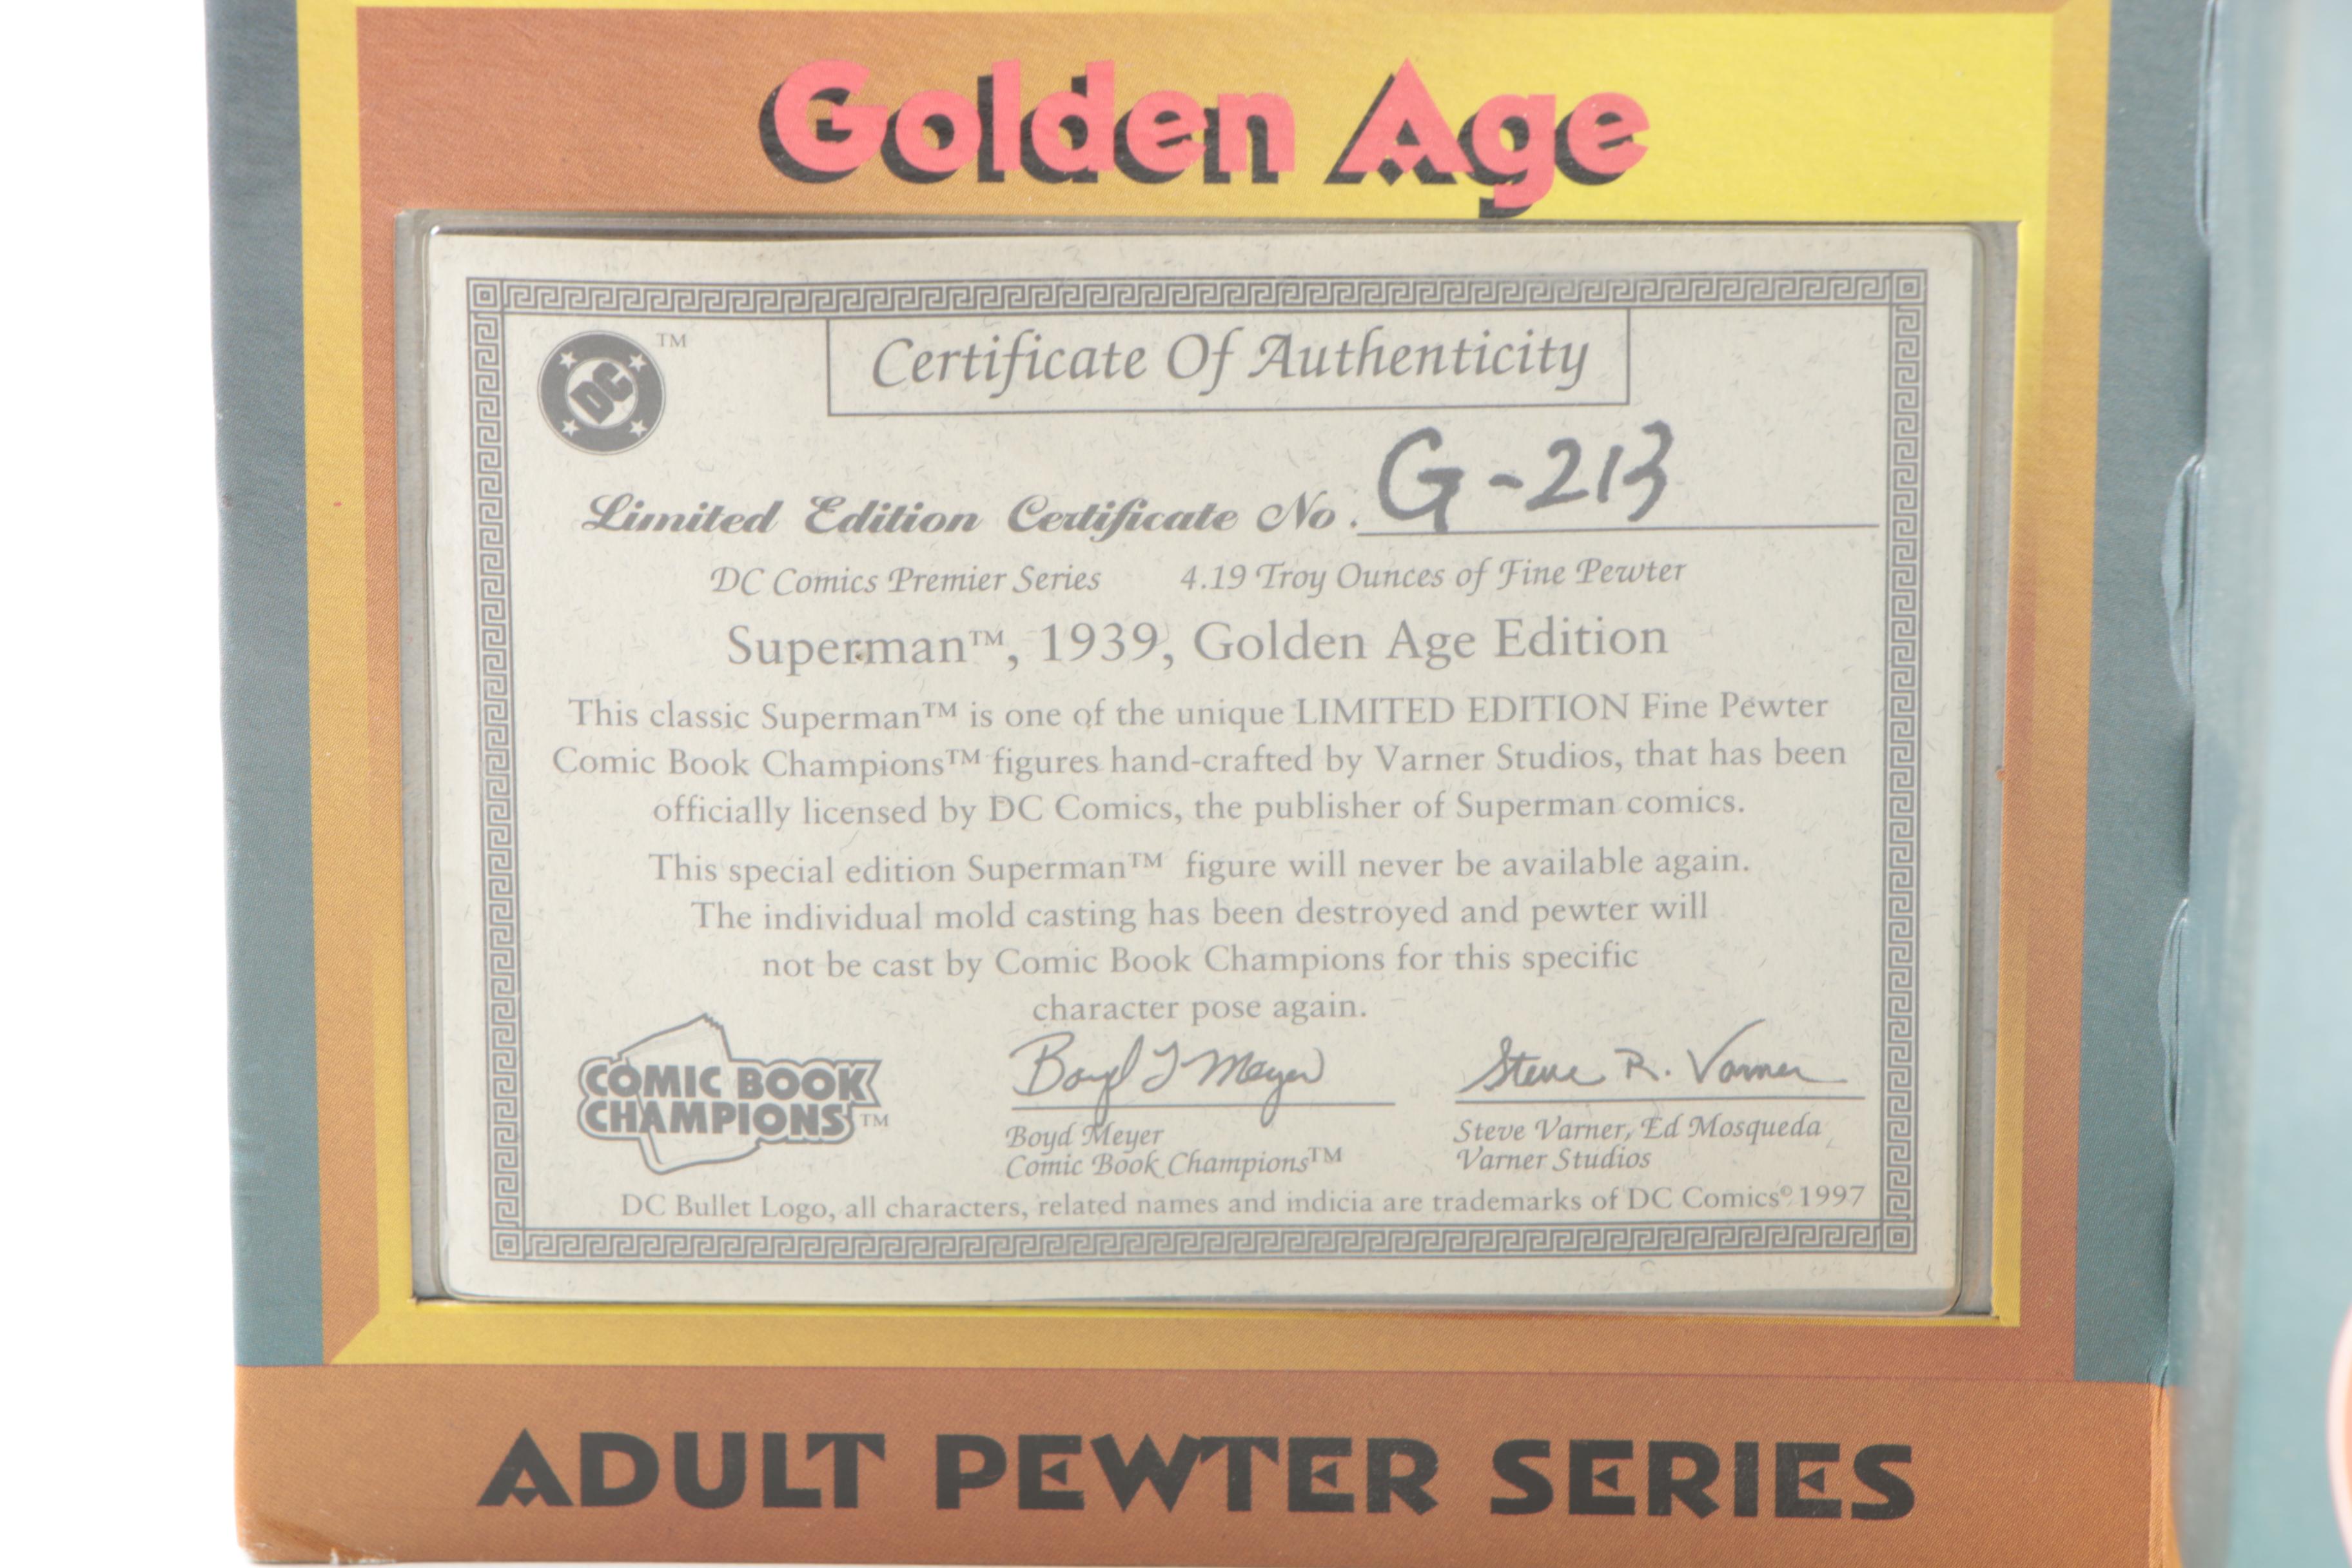 Golden Age
DC™
Certificate Of Authenticity
Limited Edition Certificate No. G-213
DC Comics Premier Series 4.19 Troy Ounces of Fine Pewter
Superman™, 1939, Golden Age Edition
This classic Superman™ is one of the unique LIMITED EDITION Fine Pewter
Comic Book Champions™ figures hand-crafted by Varner Studios, that has been
officially licensed by DC Comics, the publisher of Superman comics.
This special edition Superman™ figure will never be available again.
The individual mold casting has been destroyed and pewter will
not be cast by Comic Book Champions for this specific
character pose again.
COMIC BOOK
CHAMPIONS™
Boyd J Meyer
Boyd Meyer
Comic Book Champions™
Steve R. Varner
Steve Varner, Ed Mosqueda
Varner Studios
DC Bullet Logo, all characters, related names and indicia are trademarks of DC Comics© 1997
ADULT PEWTER SERIES